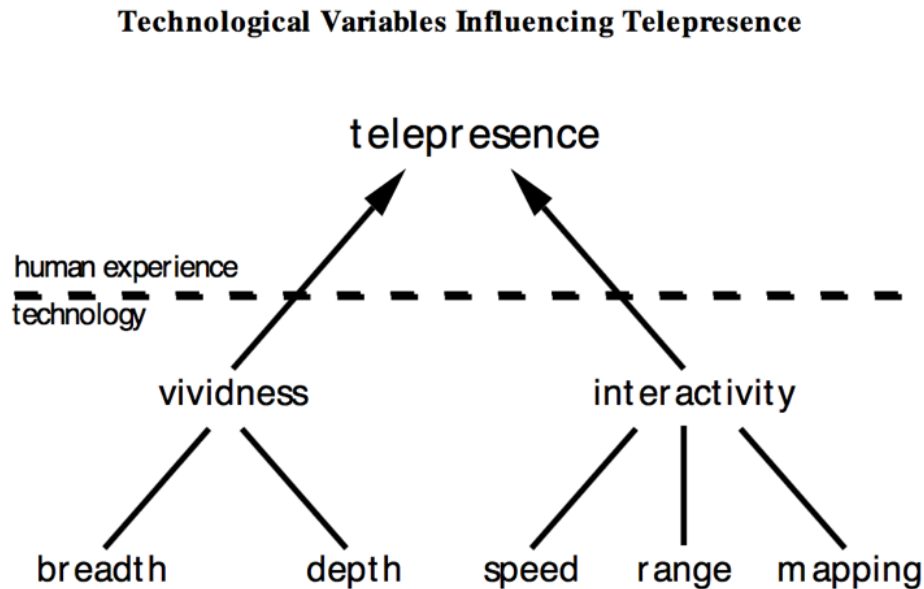 Technological Variables Influencing Telepresence
telepresence
human experience
technology
vividness interactivity
breadth depth speed range mapping